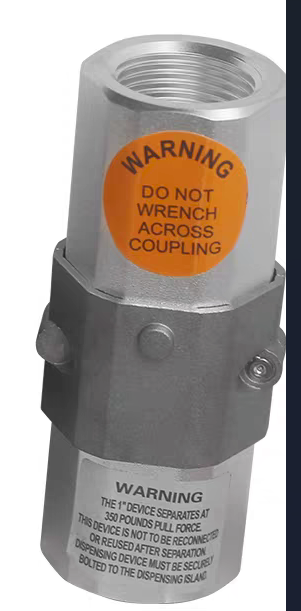 WARNING
DO NOT
WRENCH
ACROSS
COUPLING
WARNING
THE 1" DEVICE SEPARATES AT
350 POUNDS PULL FORCE.
THIS DEVICE IS NOT TO BE RECONNECTED
OR REUSED AFTER SEPARATION.
DISPENSING DEVICE MUST BE SECURELY
BOLTED TO THE DISPENSING ISLAND.